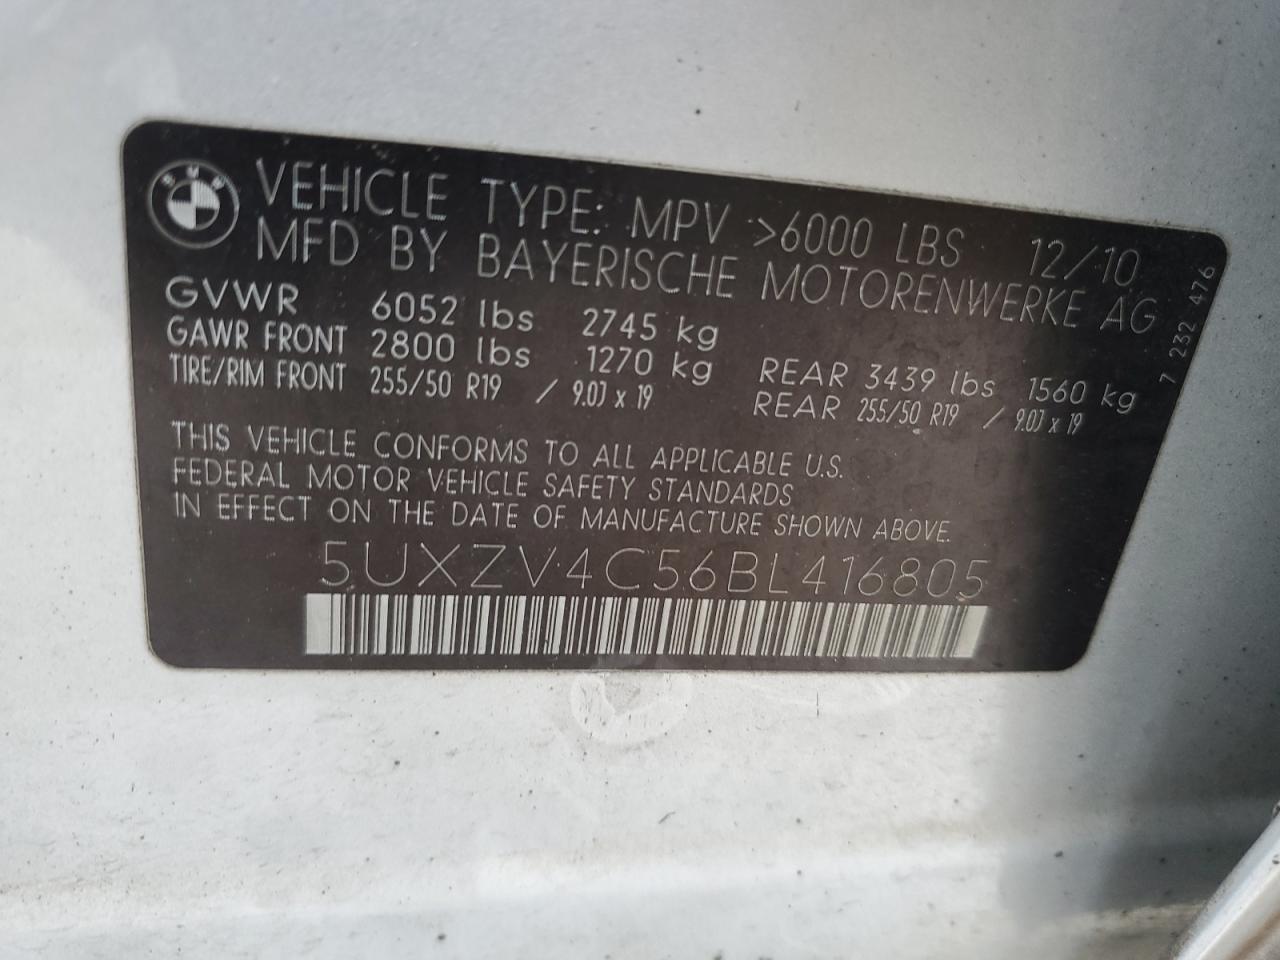 BMW
VEHICLE TYPE: MPV >6000 LBS 12/10
MFD BY BAYERISCHE MOTORENWERKE AG
GVWR 6052 lbs 2745 kg
GAWR FRONT 2800 lbs 1270 kg REAR 3439 lbs 1560 kg
TIRE/RIM FRONT 255/50 R19 / 9.0J x 19 REAR 255/50 R19 / 9.0J x 19
THIS VEHICLE CONFORMS TO ALL APPLICABLE U.S.
FEDERAL MOTOR VEHICLE SAFETY STANDARDS
IN EFFECT ON THE DATE OF MANUFACTURE SHOWN ABOVE.
5UXZV4C56BL416805
7 232 476